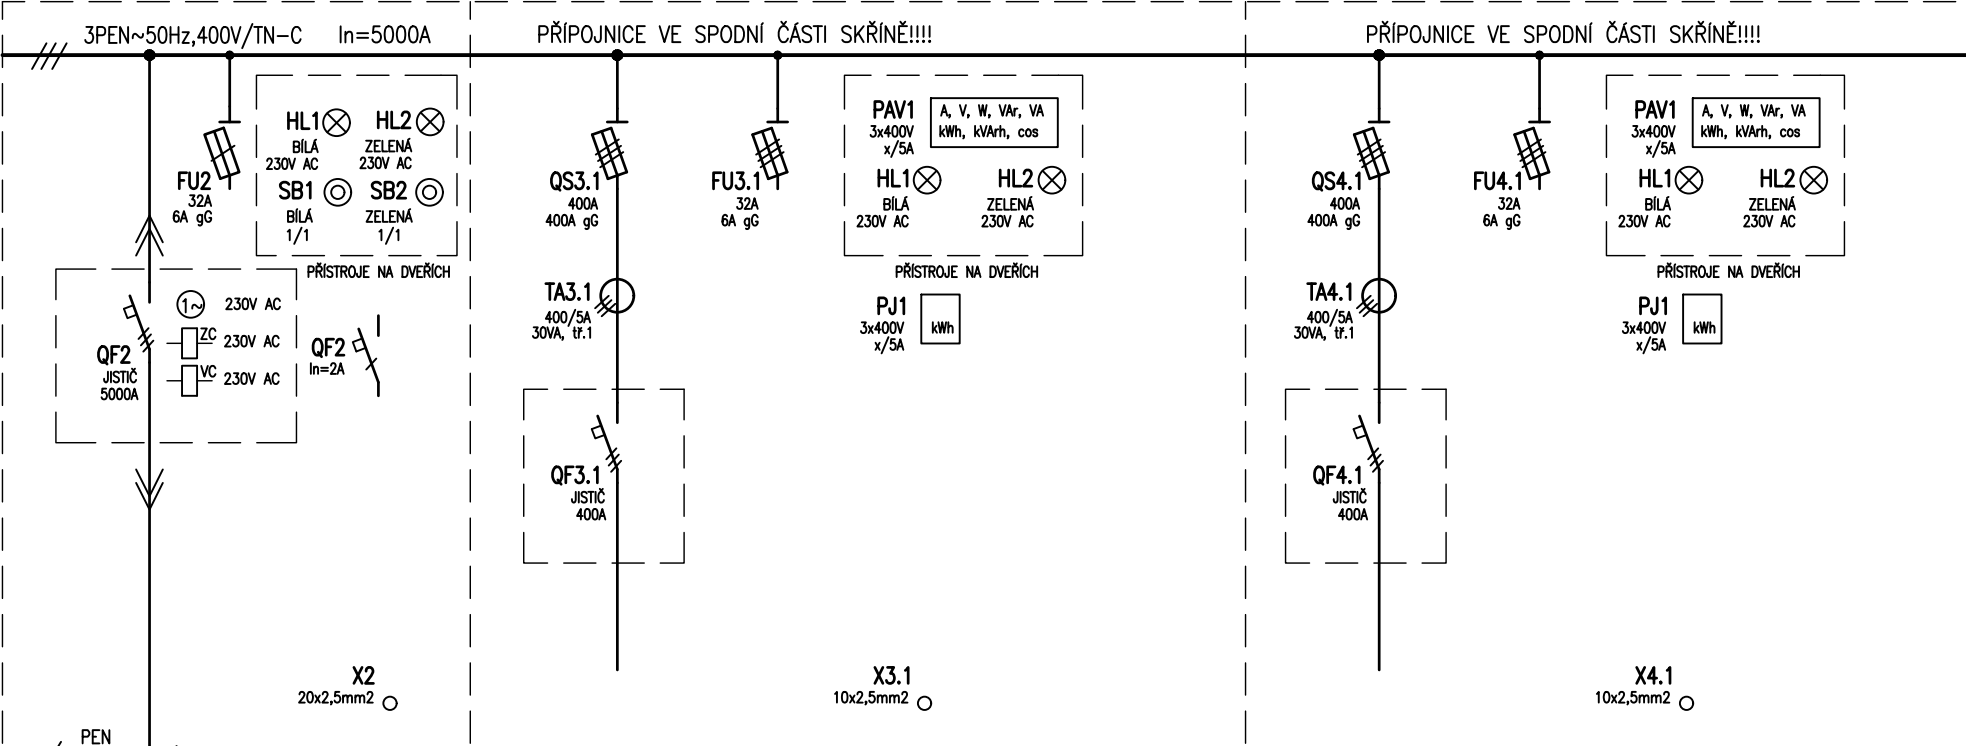 3PEN~50Hz,400V/TN-C In=5000A
HL1 HL2
BÍLÁ ZELENÁ
230V AC 230V AC
FU2
32A
6A gG
SB1 SB2
BÍLÁ ZELENÁ
1/1 1/1
PŘÍSTROJE NA DVEŘÍCH
1~ 230V AC
ZC 230V AC
VC 230V AC
QF2
JISTIČ
5000A
QF2
In=2A
X2
20x2,5mm2
PEN
PŘÍPOJNICE VE SPODNÍ ČÁSTI SKŘÍNĚ!!!!
QS3.1
400A
400A gG
FU3.1
32A
6A gG
PAV1
3x400V
x/5A
A, V, W, VAr, VA
kWh, kVArh, cos
HL1 HL2
BÍLÁ ZELENÁ
230V AC 230V AC
PŘÍSTROJE NA DVEŘÍCH
TA3.1
400/5A
30VA, tř.1
PJ1
3x400V
x/5A
kWh
QF3.1
JISTIČ
400A
X3.1
10x2,5mm2
PŘÍPOJNICE VE SPODNÍ ČÁSTI SKŘÍNĚ!!!!
QS4.1
400A
400A gG
FU4.1
32A
6A gG
PAV1
3x400V
x/5A
A, V, W, VAr, VA
kWh, kVArh, cos
HL1 HL2
BÍLÁ ZELENÁ
230V AC 230V AC
PŘÍSTROJE NA DVEŘÍCH
TA4.1
400/5A
30VA, tř.1
PJ1
3x400V
x/5A
kWh
QF4.1
JISTIČ
400A
X4.1
10x2,5mm2